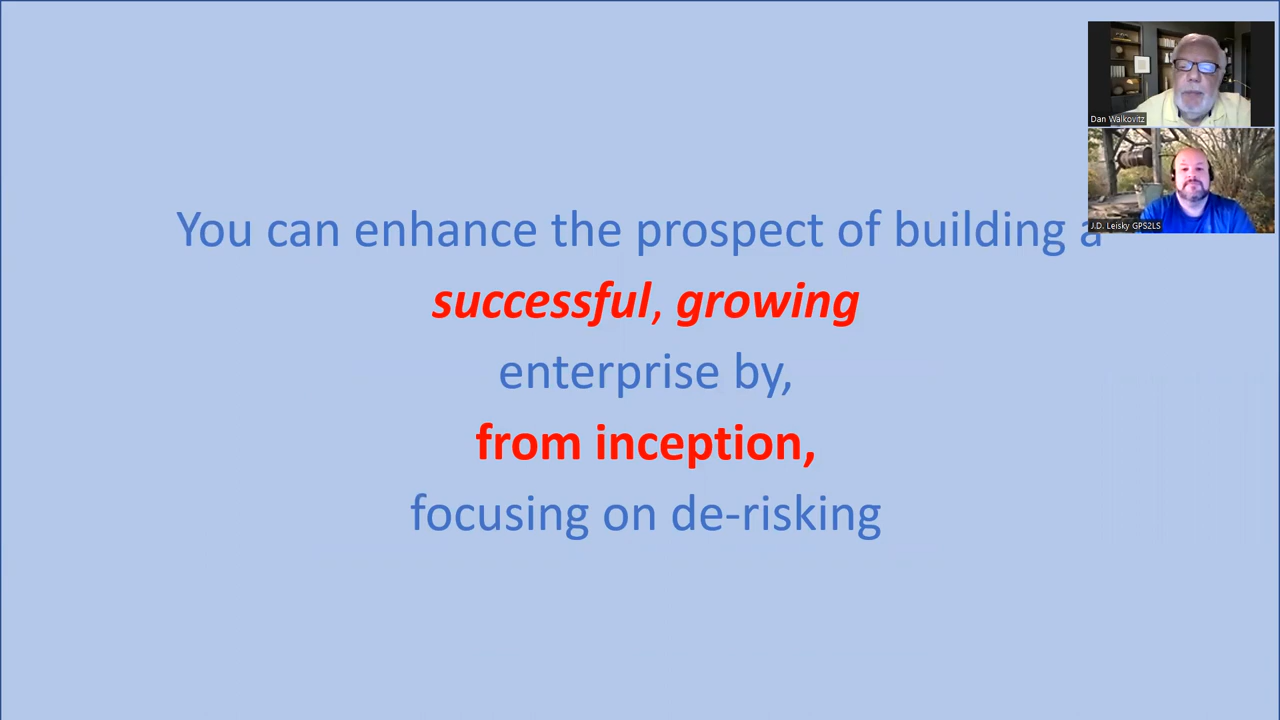 You can enhance the prospect of building a
successful, growing
enterprise by,
from inception,
focusing on de-risking
Dan Walkovitz
J.D. Leisky GPS2LS